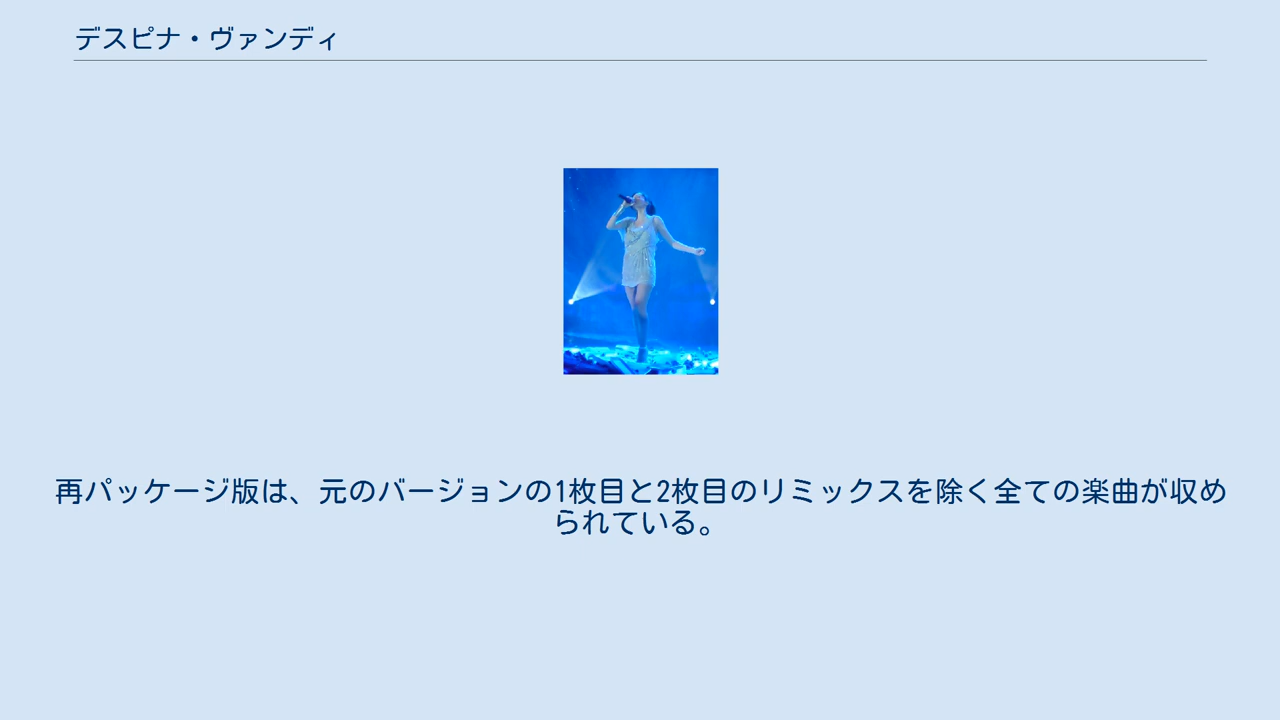 デスピナ・ヴァンディ
再パッケージ版は、元のバージョンの1枚目と2枚目のリミックスを除く全ての楽曲が収め
られている。